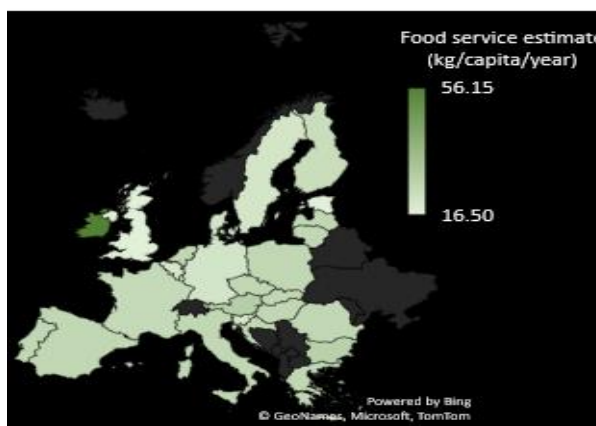 Food service estimate
(kg/capita/year)
56.15
16.50
Powered by Bing
© GeoNames, Microsoft, TomTom